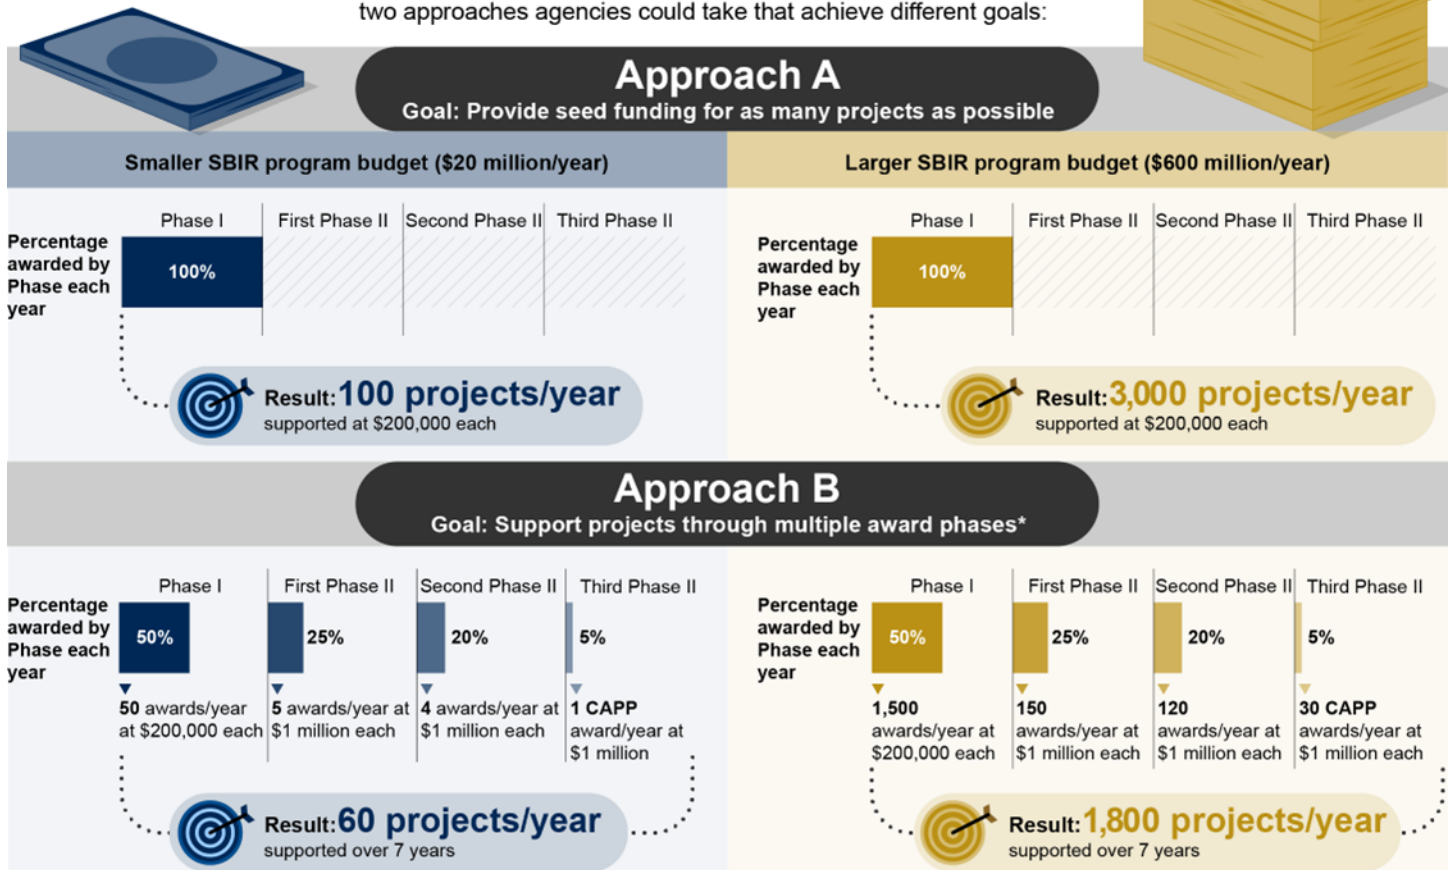 two approaches agencies could take that achieve different goals:
Approach A
Goal: Provide seed funding for as many projects as possible
Smaller SBIR program budget ($20 million/year)
Phase I
First Phase II
Second Phase II
Third Phase II
Percentage
awarded by
Phase each
year
100%
Result: 100 projects/year
supported at $200,000 each
Larger SBIR program budget ($600 million/year)
Phase I
First Phase II
Second Phase II
Third Phase II
Percentage
awarded by
Phase each
year
100%
Result: 3,000 projects/year
supported at $200,000 each
Approach B
Goal: Support projects through multiple award phases*
Phase I
First Phase II
Second Phase II
Third Phase II
Percentage
awarded by
Phase each
year
50%
25%
20%
5%
50 awards/year
at $200,000 each
5 awards/year at
$1 million each
4 awards/year at
$1 million each
1 CAPP
award/year at
$1 million
Result: 60 projects/year
supported over 7 years
Phase I
First Phase II
Second Phase II
Third Phase II
Percentage
awarded by
Phase each
year
50%
25%
20%
5%
1,500
awards/year at
$200,000 each
150
awards/year at
$1 million each
120
awards/year at
$1 million each
30 CAPP
awards/year at
$1 million each
Result: 1,800 projects/year
supported over 7 years